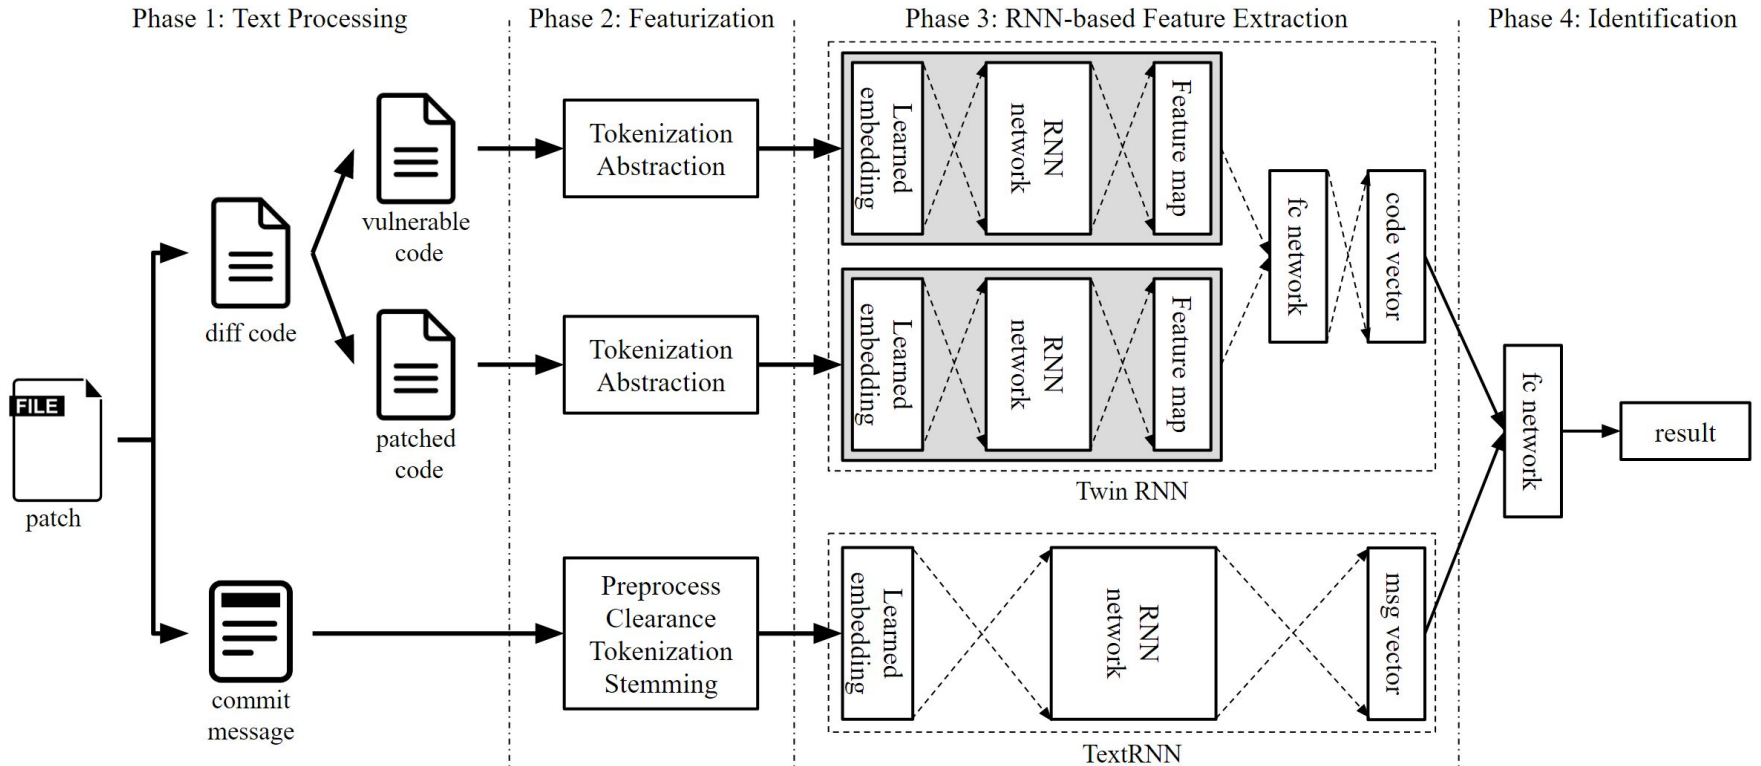 Phase 1: Text Processing
Phase 2: Featurization
Phase 3: RNN-based Feature Extraction
Phase 4: Identification
FILE
patch
diff code
vulnerable
code
patched
code
commit
message
Tokenization
Abstraction
Tokenization
Abstraction
Preprocess
Clearance
Tokenization
Stemming
Learned
embedding
RNN
network
Feature map
Learned
embedding
RNN
network
Feature map
fc network
code vector
Twin RNN
Learned
embedding
RNN
network
msg vector
TextRNN
fc network
result